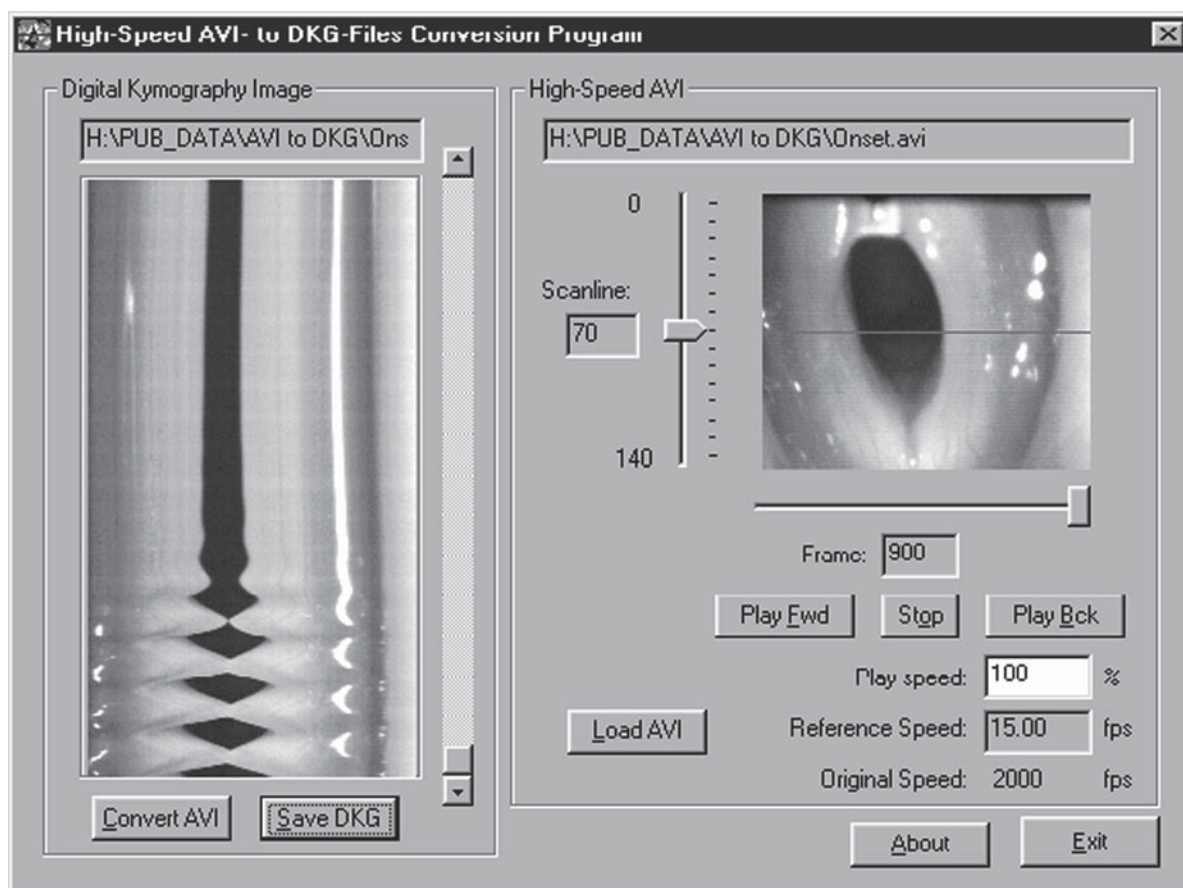 High-Speed AVI- to DKG-Files Conversion Program
Digital Kymography Image
H:\PUB_DATA\AVI to DKG\Ons
Convert AVI
Save DKG
High-Speed AVI
H:\PUB_DATA\AVI to DKG\Onset.avi
0
Scanline:
70
140
Frame: 900
Play Fwd Stop Play Bck
Play speed: 100 %
Load AVI
Reference Speed: 15.00 fps
Original Speed: 2000 fps
About Exit